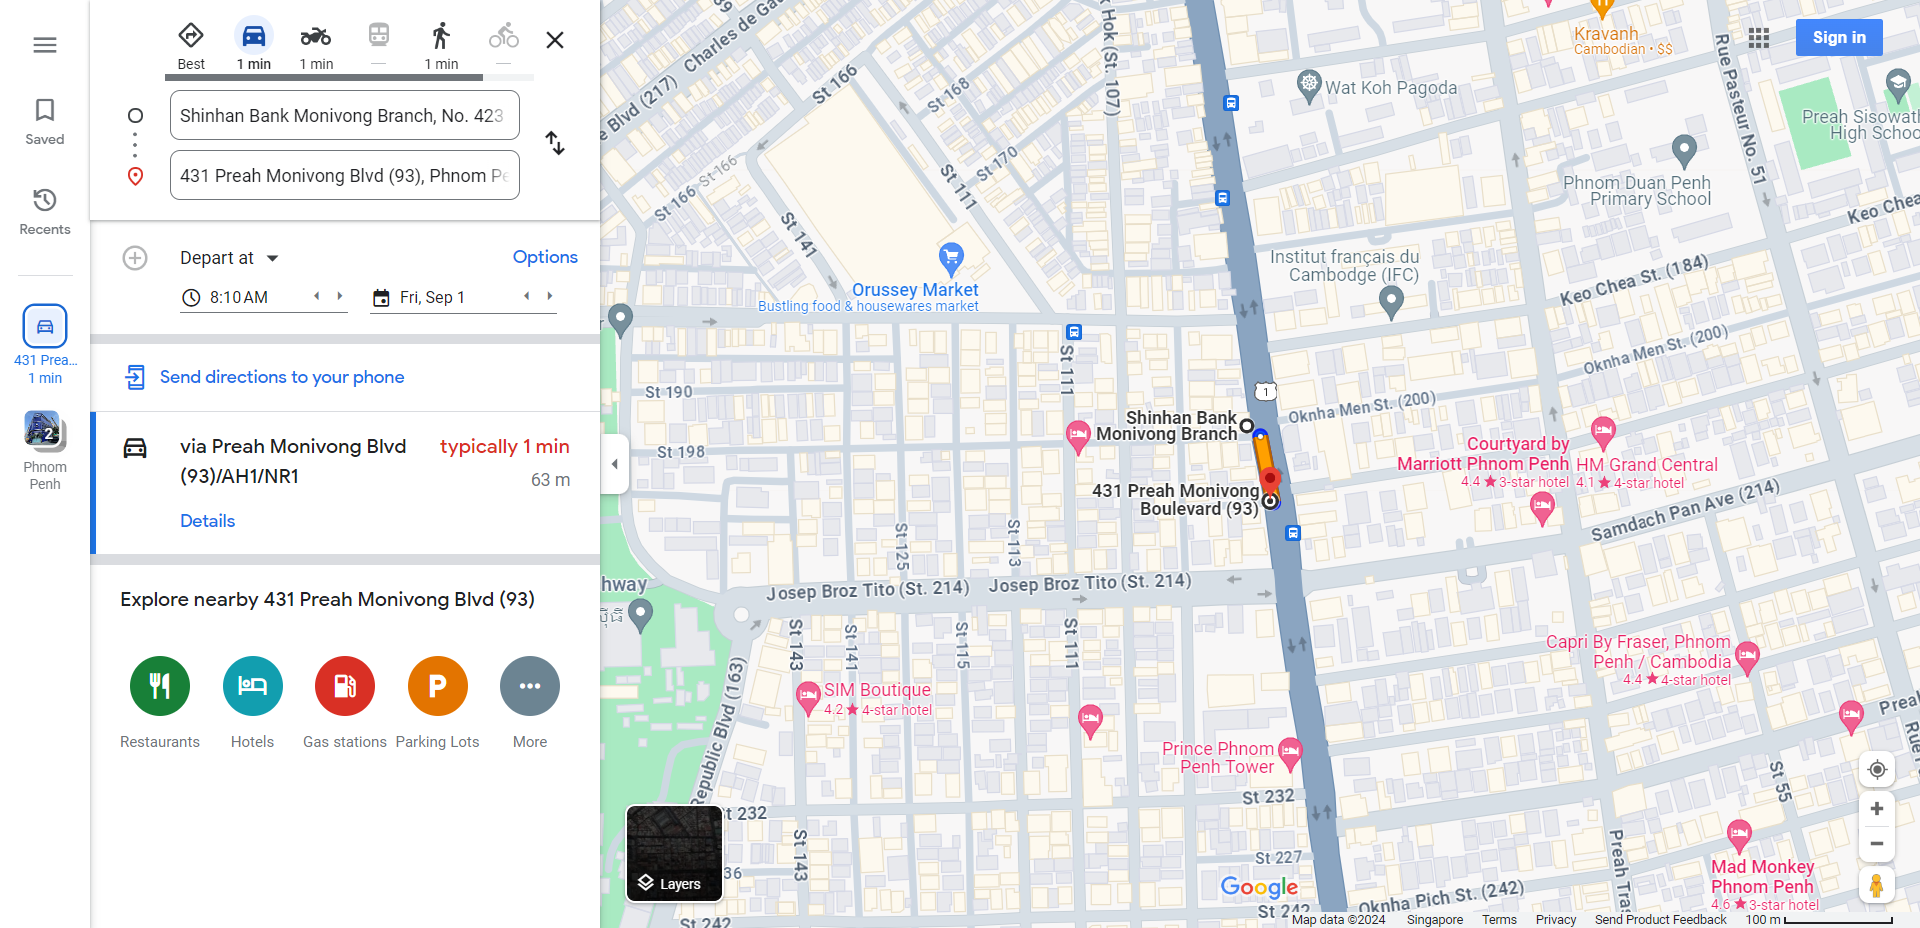 Best
1 min
1 min
—
1 min
—
Shinhan Bank Monivong Branch, No. 423
431 Preah Monivong Blvd (93), Phnom Pe
Saved
Recents
431 Prea...
1 min
2
Phnom
Penh
Depart at
Options
8:10 AM
Fri, Sep 1
Send directions to your phone
via Preah Monivong Blvd
(93)/AH1/NR1
typically 1 min
63 m
Details
Explore nearby 431 Preah Monivong Blvd (93)
P
Restaurants
Hotels
Gas stations
Parking Lots
More
Layers
Sign in
Charles de Gau
e Blvd (217)
St 166
St 168
St 170
k Hok (St. 107)
St 166
St 166
St 111
St 141
Orussey Market
Bustling food & housewares market
Kravanh
Cambodian • $$
Wat Koh Pagoda
Rue Pasteur No. 51
Preah Sisowath
High School
Phnom Duan Penh
Primary School
Keo Chea
Institut français du
Cambodge (IFC)
Keo Chea St. (184)
Oknha Men St. (200)
Oknha Men St. (200)
1
St 111
St 190
St 198
Shinhan Bank
Monivong Branch
431 Preah Monivong
Boulevard (93)
Courtyard by
Marriott Phnom Penh
4.4 ★ 3-star hotel
HM Grand Central
4.1 ★ 4-star hotel
Samdach Pan Ave (214)
St 125
St 113
hway
Josep Broz Tito (St. 214)
Josep Broz Tito (St. 214)
St 143
St 141
St 115
St 111
Capri By Fraser, Phnom
Penh / Cambodia
4.4 ★ 4-star hotel
SIM Boutique
4.2 ★ 4-star hotel
Republic Blvd (163)
Prince Phnom
Penh Tower
Preah
St 232
t 232
St 143
St 55
St 227
36
Preah Tras
Mad Monkey
Phnom Penh
4.6 ★ 3-star hotel
Google
Oknha Pich St. (242)
St 242
St 242
Map data ©2024
Singapore
Terms
Privacy
Send Product Feedback
100 m